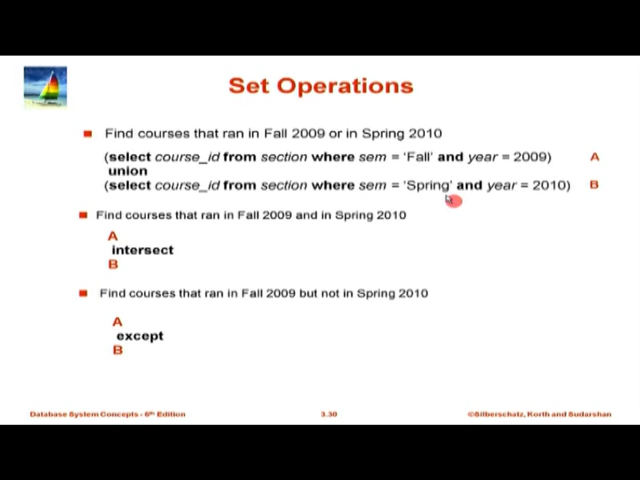 Set Operations
Find courses that ran in Fall 2009 or in Spring 2010
(select course_id from section where sem = ‘Fall’ and year = 2009) A
union
(select course_id from section where sem = ‘Spring’ and year = 2010) B
Find courses that ran in Fall 2009 and in Spring 2010
A
intersect
B
Find courses that ran in Fall 2009 but not in Spring 2010
A
except
B
Database System Concepts - 6th Edition 3.30 ©Silberschatz, Korth and Sudarshan